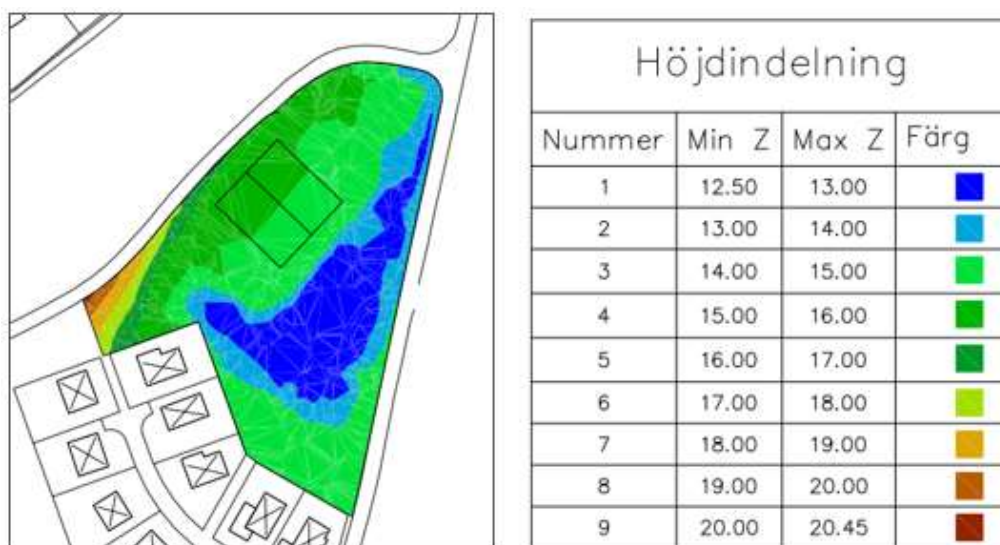 Höjdindelning
Nummer Min Z Max Z Färg
1 12.50 13.00
2 13.00 14.00
3 14.00 15.00
4 15.00 16.00
5 16.00 17.00
6 17.00 18.00
7 18.00 19.00
8 19.00 20.00
9 20.00 20.45